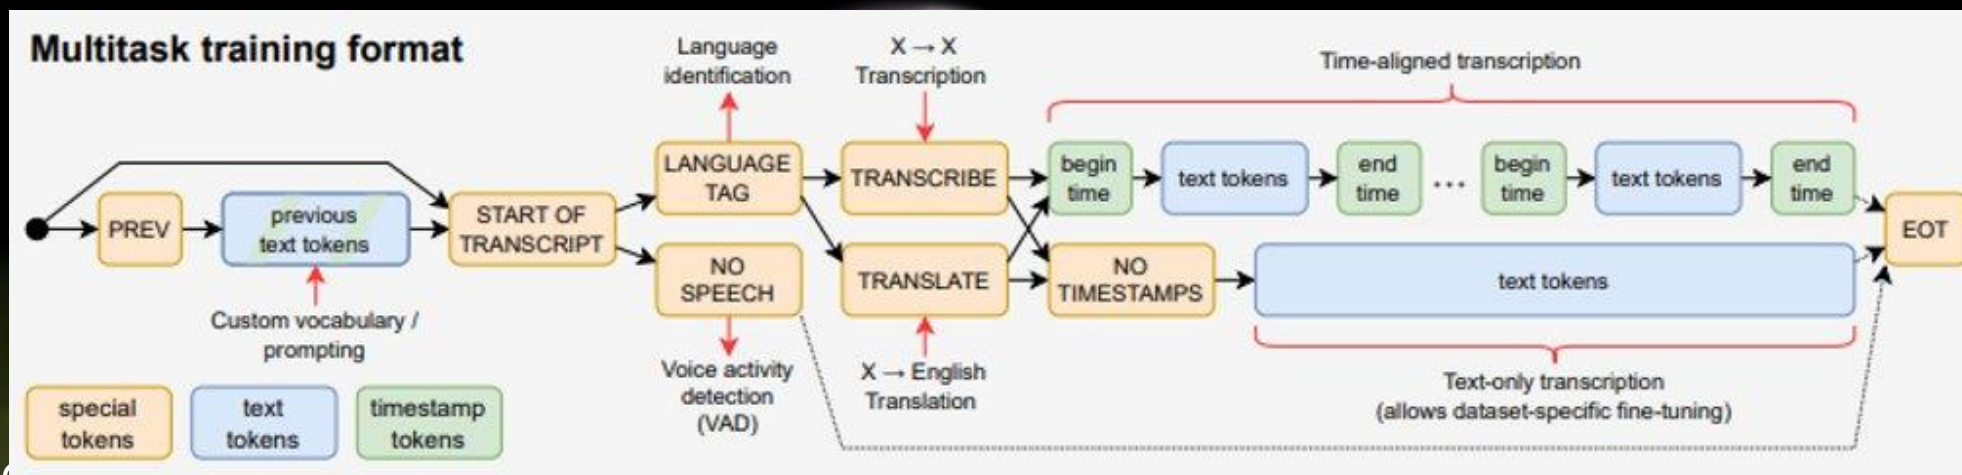 Multitask training format
Language
identification
X → X
Transcription
Time-aligned transcription
PREV
previous
text tokens
START OF
TRANSCRIPT
LANGUAGE
TAG
TRANSCRIBE
begin
time
text tokens
end
time
...
begin
time
text tokens
end
time
EOT
NO
SPEECH
TRANSLATE
NO
TIMESTAMPS
text tokens
Custom vocabulary /
prompting
Voice activity
detection
(VAD)
X → English
Translation
Text-only transcription
(allows dataset-specific fine-tuning)
special
tokens
text
tokens
timestamp
tokens